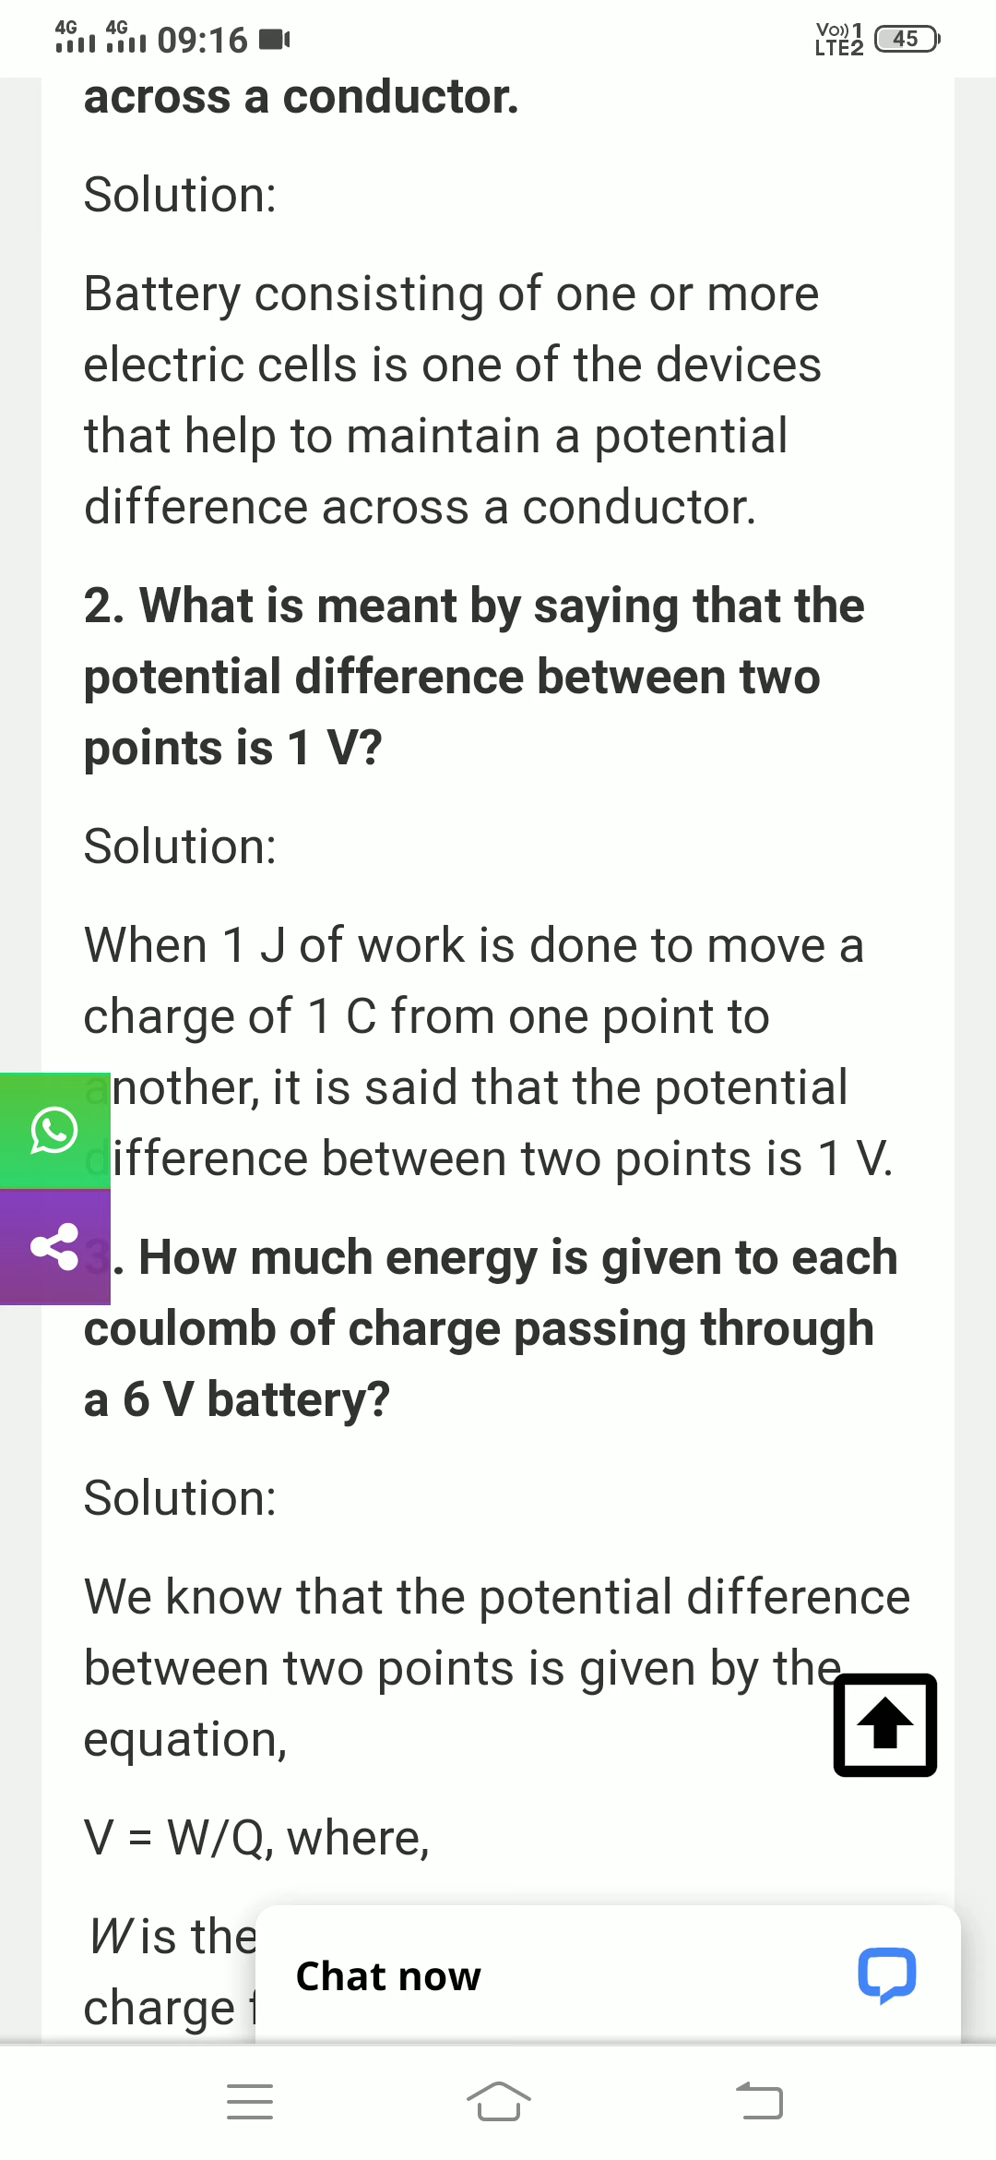 4G 4G 09:16 Vo)) 1 LTE2 45
across a conductor.
Solution:
Battery consisting of one or more
electric cells is one of the devices
that help to maintain a potential
difference across a conductor.
2. What is meant by saying that the
potential difference between two
points is 1 V?
Solution:
When 1 J of work is done to move a
charge of 1 C from one point to
another, it is said that the potential
difference between two points is 1 V.
3. How much energy is given to each
coulomb of charge passing through
a 6 V battery?
Solution:
We know that the potential difference
between two points is given by the
equation,
V = W/Q, where,
W is the
Chat now
charge